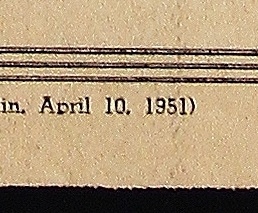 in, April 10, 1951)